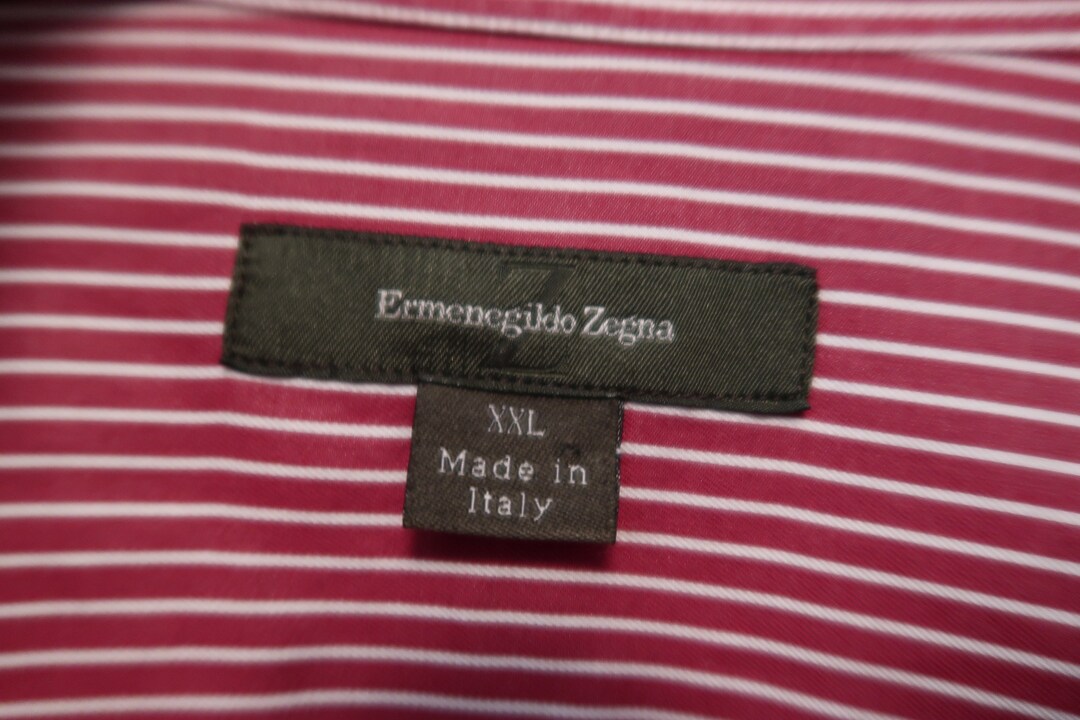 Ermenegildo Zegna
XXL
Made in
Italy